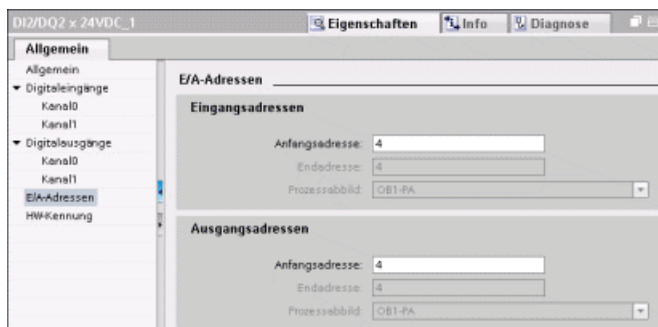 DI2/DQ2 x 24VDC_1
Eigenschaften
Info
Diagnose
Allgemein
Allgemein
Digitaleingänge
Kanal0
Kanal1
Digitalausgänge
Kanal0
Kanal1
E/A-Adressen
HW-Kennung
E/A-Adressen
Eingangsadressen
Anfangsadresse: 4
Endadresse: 4
Prozessabbild: OB1-PA
Ausgangsadressen
Anfangsadresse: 4
Endadresse: 4
Prozessabbild: OB1-PA